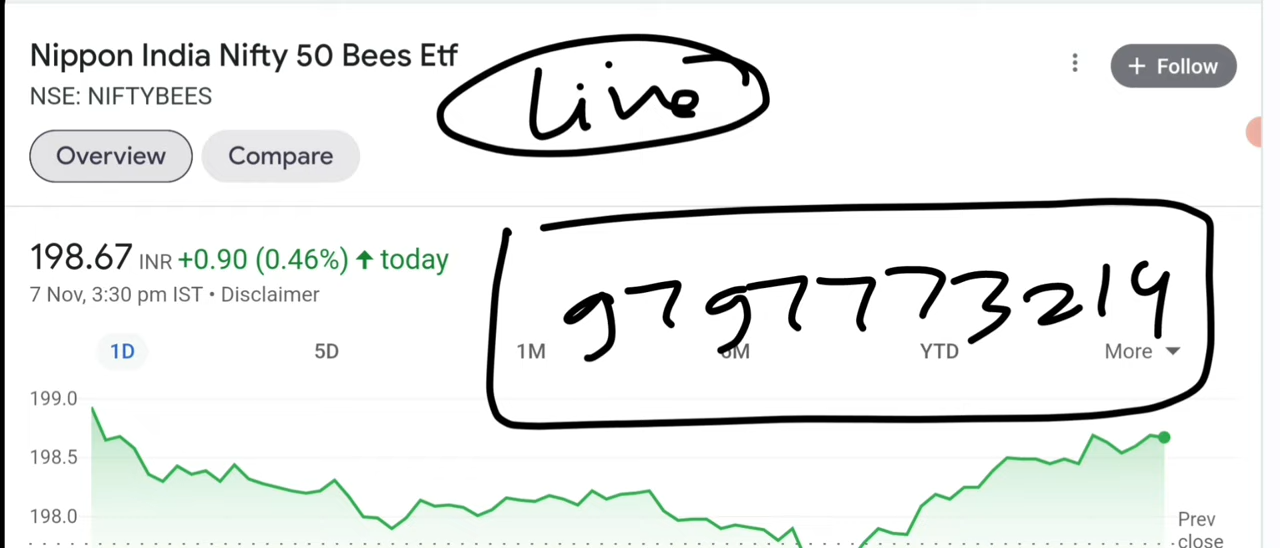 Nippon India Nifty 50 Bees Etf
live
+ Follow
NSE: NIFTYBEES
Overview
Compare
198.67 INR +0.90 (0.46%) ↑ today
7 Nov, 3:30 pm IST • Disclaimer
9797773219
1D
5D
1M
6M
YTD
More
199.0
198.5
198.0
Prev
close